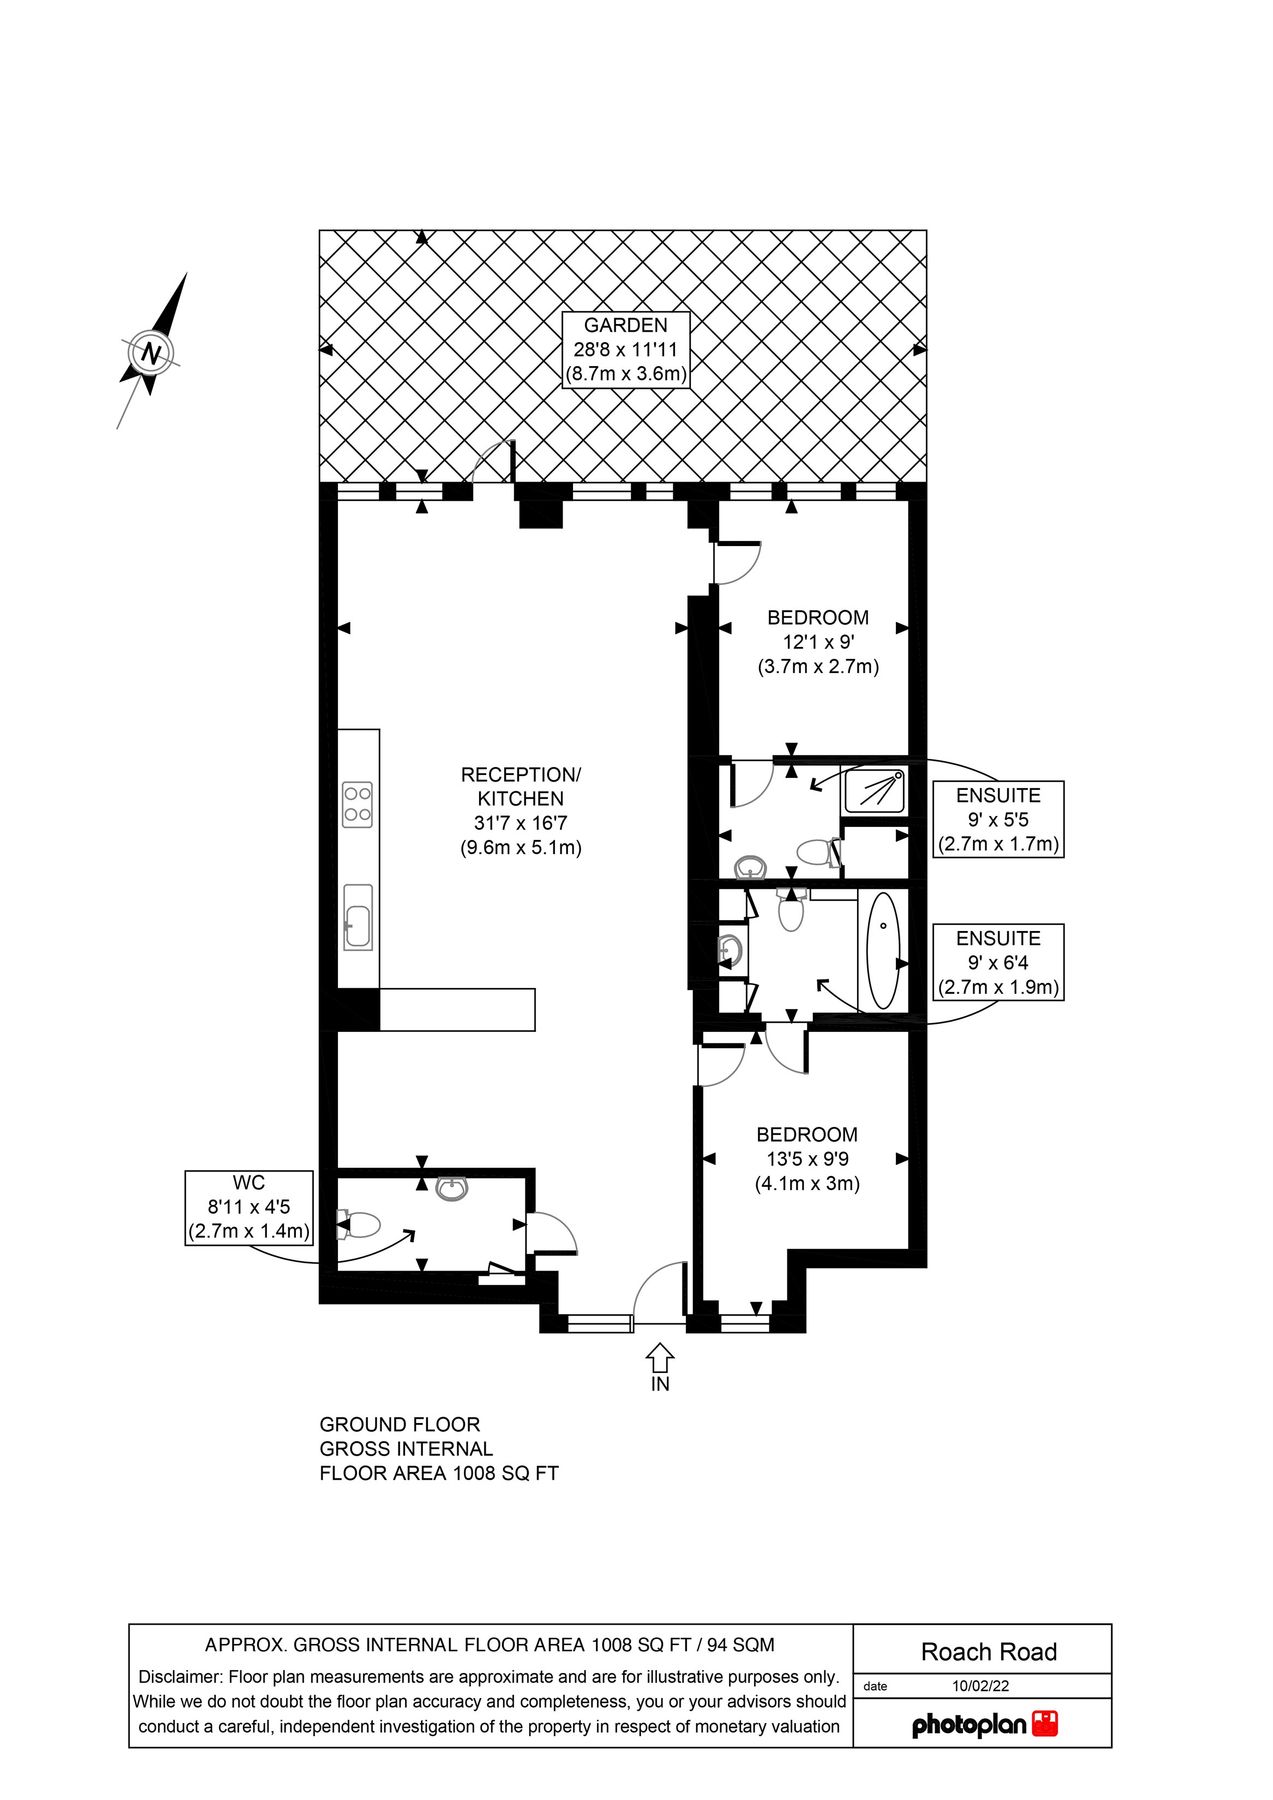 GARDEN
28'8 x 11'11
(8.7m x 3.6m)
N
BEDROOM
12'1 x 9'
(3.7m x 2.7m)
RECEPTION/
KITCHEN
31'7 x 16'7
(9.6m x 5.1m)
ENSUITE
9' x 5'5
(2.7m x 1.7m)
ENSUITE
9' x 6'4
(2.7m x 1.9m)
BEDROOM
13'5 x 9'9
(4.1m x 3m)
WC
8'11 x 4'5
(2.7m x 1.4m)
IN
GROUND FLOOR
GROSS INTERNAL
FLOOR AREA 1008 SQ FT
APPROX. GROSS INTERNAL FLOOR AREA 1008 SQ FT / 94 SQM
Disclaimer: Floor plan measurements are approximate and are for illustrative purposes only.
While we do not doubt the floor plan accuracy and completeness, you or your advisors should
conduct a careful, independent investigation of the property in respect of monetary valuation
Roach Road
date 10/02/22
photoplan